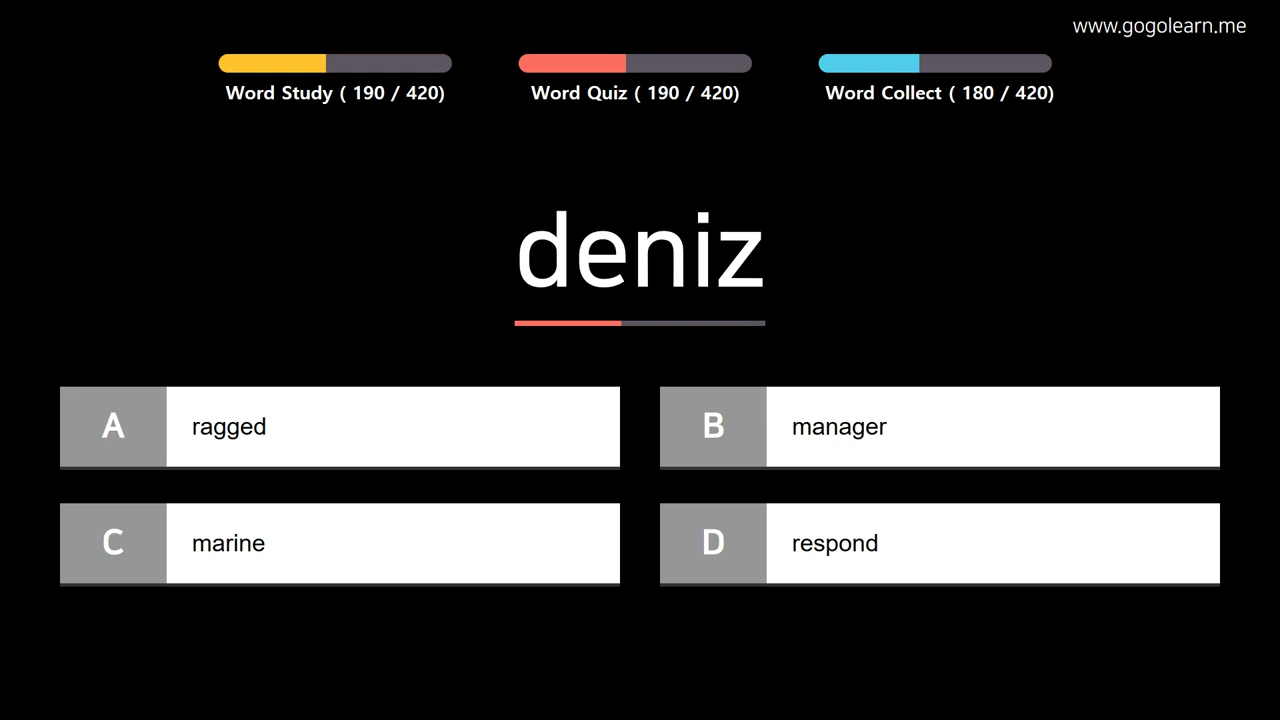 www.gogolearn.me
Word Study ( 190 / 420)
Word Quiz ( 190 / 420)
Word Collect ( 180 / 420)
deniz
A ragged
B manager
C marine
D respond